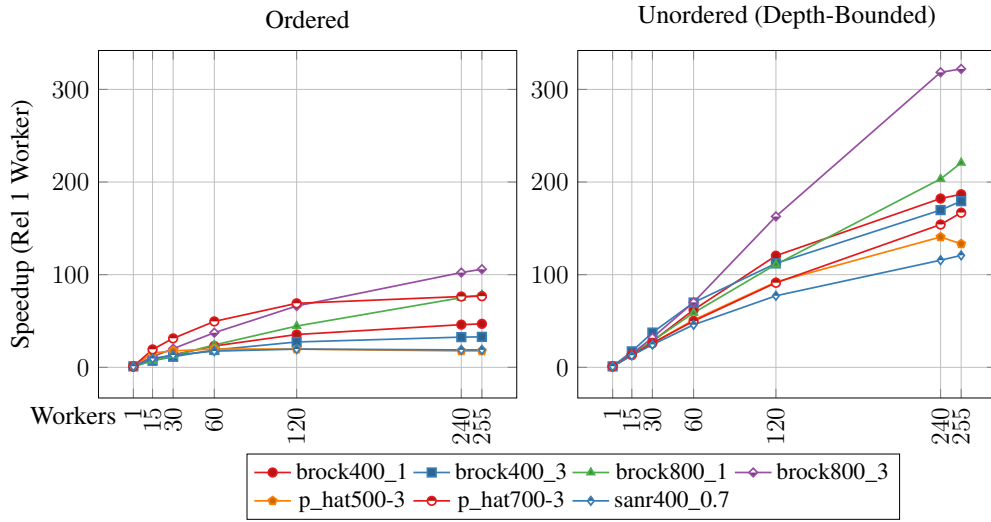 Ordered
Unordered (Depth-Bounded)
Speedup (Rel 1 Worker)
300
200
100
0
300
200
100
0
Workers 1 15 30 60 120 240 255
1 15 30 60 120 240 255
brock400_1 brock400_3 brock800_1 brock800_3
p_hat500-3 p_hat700-3 sanr400_0.7